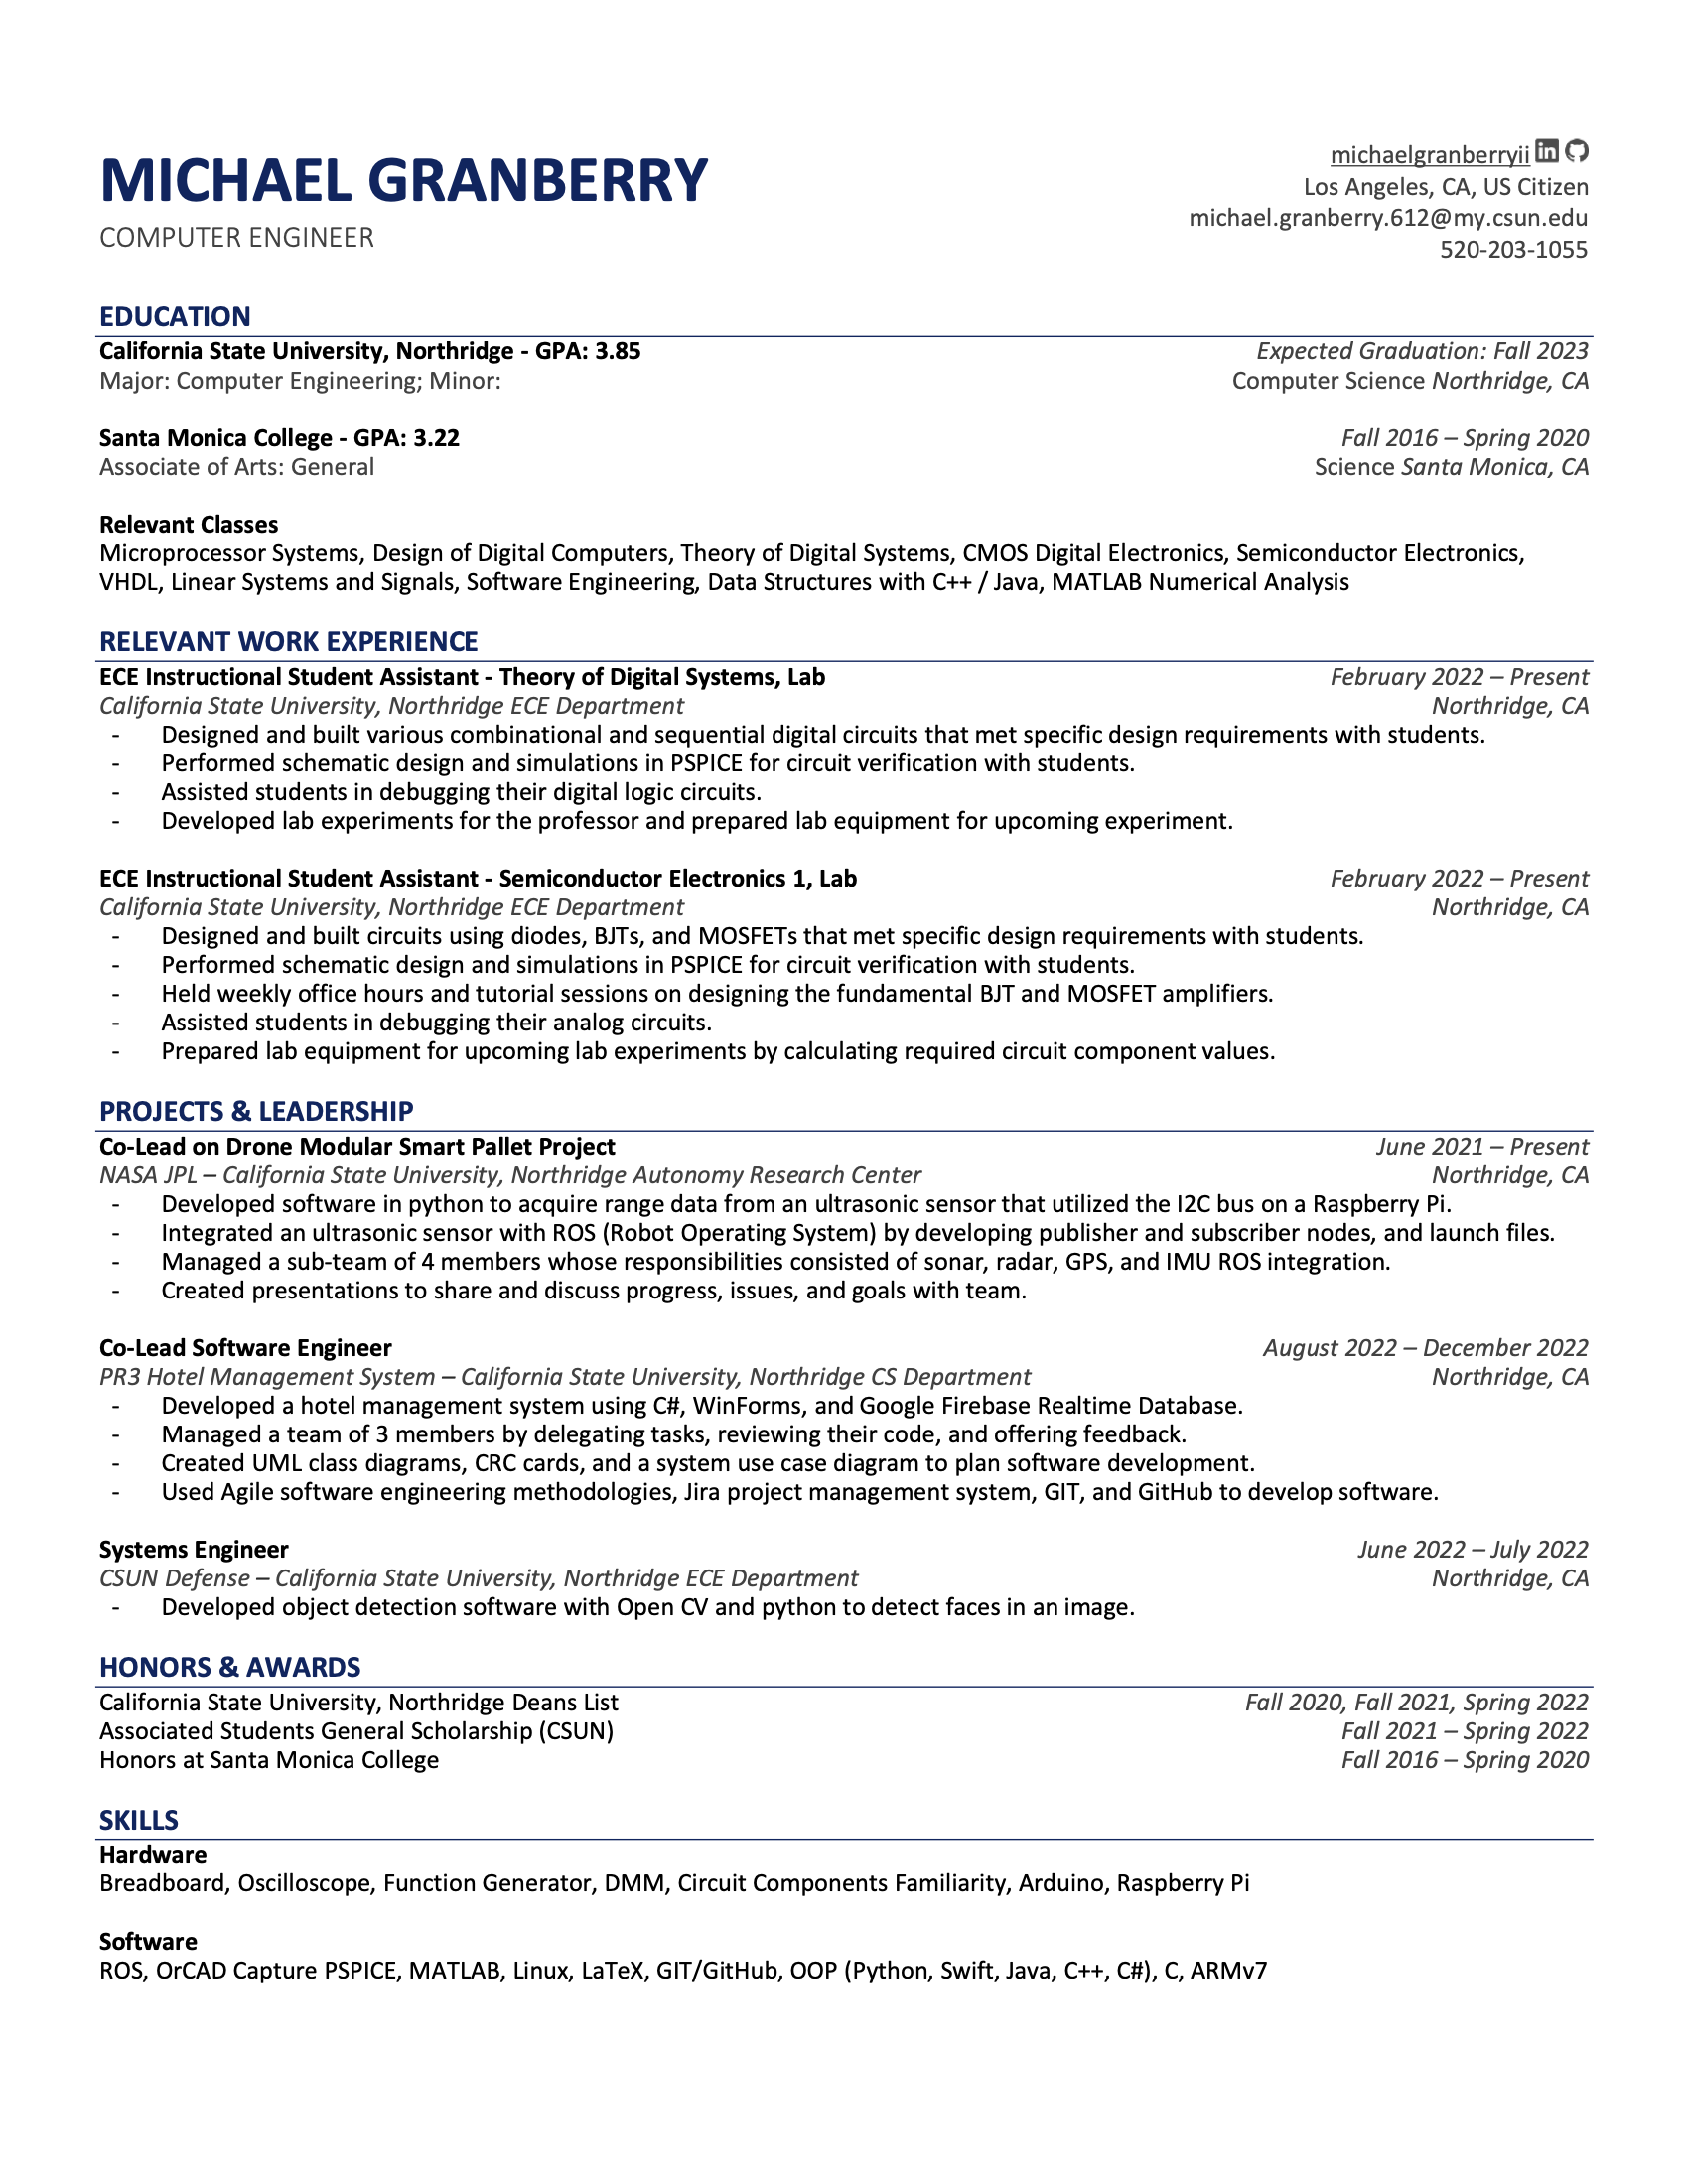 MICHAEL GRANBERRY
COMPUTER ENGINEER
michaelgranberryii
Los Angeles, CA, US Citizen
michael.granberry.612@my.csun.edu
520-203-1055
EDUCATION
California State University, Northridge - GPA: 3.85 Expected Graduation: Fall 2023
Major: Computer Engineering; Minor: Computer Science Northridge, CA
Santa Monica College - GPA: 3.22 Fall 2016 – Spring 2020
Associate of Arts: General Science Santa Monica, CA
Relevant Classes
Microprocessor Systems, Design of Digital Computers, Theory of Digital Systems, CMOS Digital Electronics, Semiconductor Electronics,
VHDL, Linear Systems and Signals, Software Engineering, Data Structures with C++ / Java, MATLAB Numerical Analysis
RELEVANT WORK EXPERIENCE
ECE Instructional Student Assistant - Theory of Digital Systems, Lab February 2022 – Present
California State University, Northridge ECE Department Northridge, CA
- Designed and built various combinational and sequential digital circuits that met specific design requirements with students.
- Performed schematic design and simulations in PSPICE for circuit verification with students.
- Assisted students in debugging their digital logic circuits.
- Developed lab experiments for the professor and prepared lab equipment for upcoming experiment.
ECE Instructional Student Assistant - Semiconductor Electronics 1, Lab February 2022 – Present
California State University, Northridge ECE Department Northridge, CA
- Designed and built circuits using diodes, BJTs, and MOSFETs that met specific design requirements with students.
- Performed schematic design and simulations in PSPICE for circuit verification with students.
- Held weekly office hours and tutorial sessions on designing the fundamental BJT and MOSFET amplifiers.
- Assisted students in debugging their analog circuits.
- Prepared lab equipment for upcoming lab experiments by calculating required circuit component values.
PROJECTS & LEADERSHIP
Co-Lead on Drone Modular Smart Pallet Project June 2021 – Present
NASA JPL – California State University, Northridge Autonomy Research Center Northridge, CA
- Developed software in python to acquire range data from an ultrasonic sensor that utilized the I2C bus on a Raspberry Pi.
- Integrated an ultrasonic sensor with ROS (Robot Operating System) by developing publisher and subscriber nodes, and launch files.
- Managed a sub-team of 4 members whose responsibilities consisted of sonar, radar, GPS, and IMU ROS integration.
- Created presentations to share and discuss progress, issues, and goals with team.
Co-Lead Software Engineer August 2022 – December 2022
PR3 Hotel Management System – California State University, Northridge CS Department Northridge, CA
- Developed a hotel management system using C#, WinForms, and Google Firebase Realtime Database.
- Managed a team of 3 members by delegating tasks, reviewing their code, and offering feedback.
- Created UML class diagrams, CRC cards, and a system use case diagram to plan software development.
- Used Agile software engineering methodologies, Jira project management system, GIT, and GitHub to develop software.
Systems Engineer June 2022 – July 2022
CSUN Defense – California State University, Northridge ECE Department Northridge, CA
- Developed object detection software with Open CV and python to detect faces in an image.
HONORS & AWARDS
California State University, Northridge Deans List Fall 2020, Fall 2021, Spring 2022
Associated Students General Scholarship (CSUN) Fall 2021 – Spring 2022
Honors at Santa Monica College Fall 2016 – Spring 2020
SKILLS
Hardware
Breadboard, Oscilloscope, Function Generator, DMM, Circuit Components Familiarity, Arduino, Raspberry Pi
Software
ROS, OrCAD Capture PSPICE, MATLAB, Linux, LaTeX, GIT/GitHub, OOP (Python, Swift, Java, C++, C#), C, ARMv7